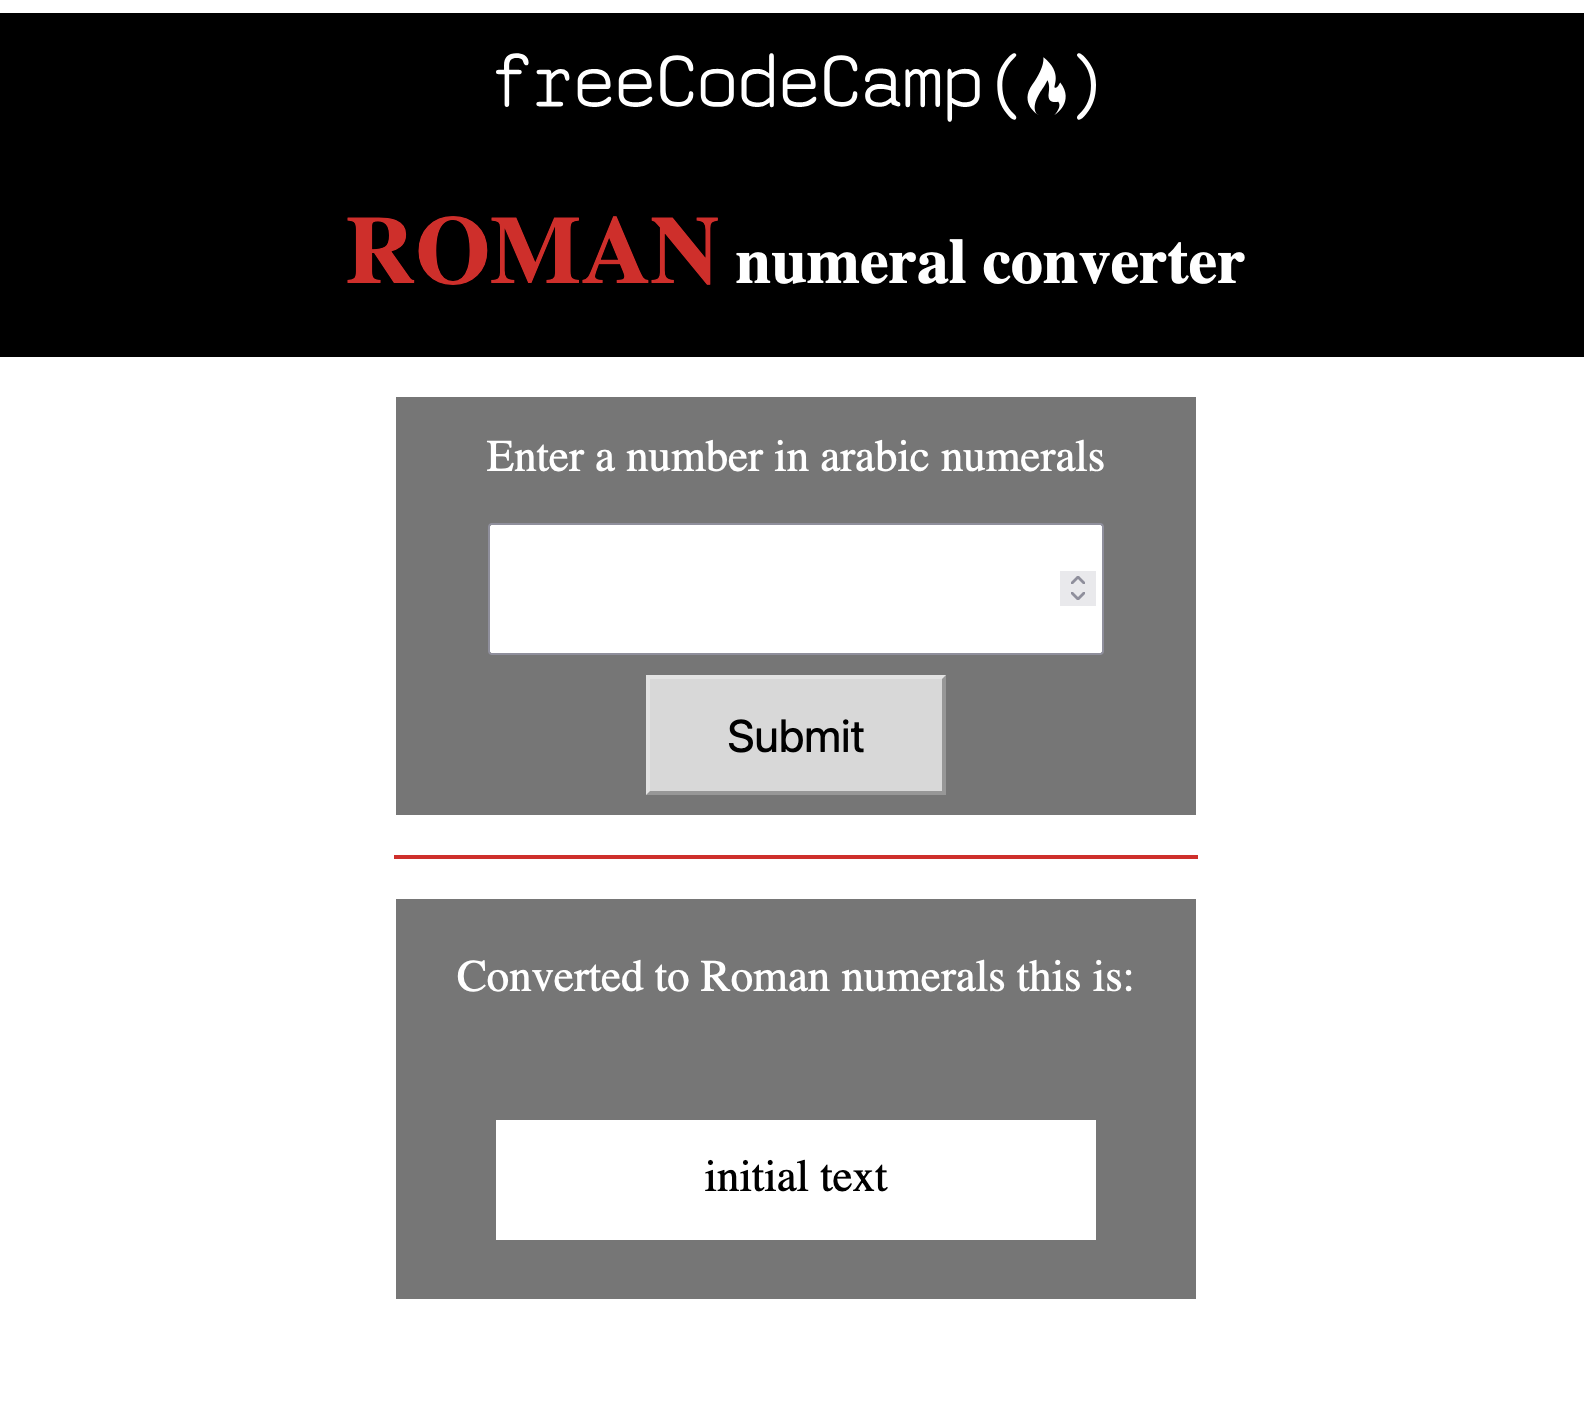 freeCodeCamp(🔥)
ROMAN numeral converter
Enter a number in arabic numerals
Submit
Converted to Roman numerals this is:
initial text